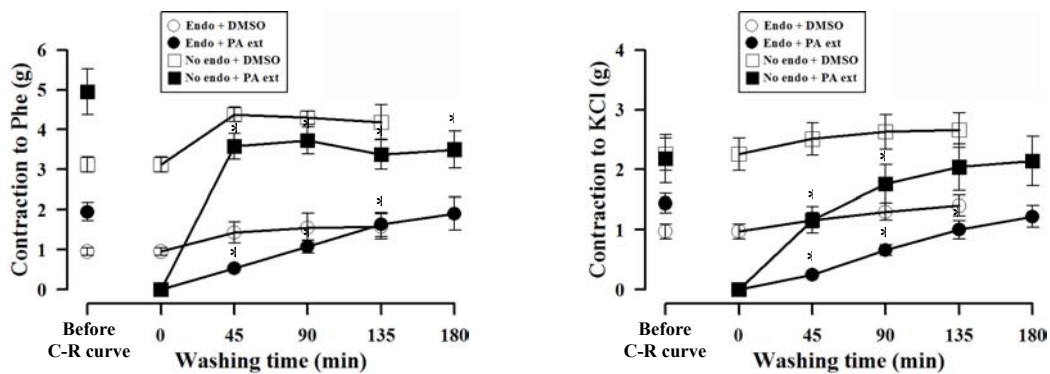 Endo + DMSO
Endo + PA ext
No endo + DMSO
No endo + PA ext
Contraction to Phe (g)
6
5
4
3
2
1
0
Before
C-R curve
0 45 90 135 180
Washing time (min)
Endo + DMSO
Endo + PA ext
No endo + DMSO
No endo + PA ext
Contraction to KCl (g)
4
3
2
1
0
Before
C-R curve
0 45 90 135 180
Washing time (min)